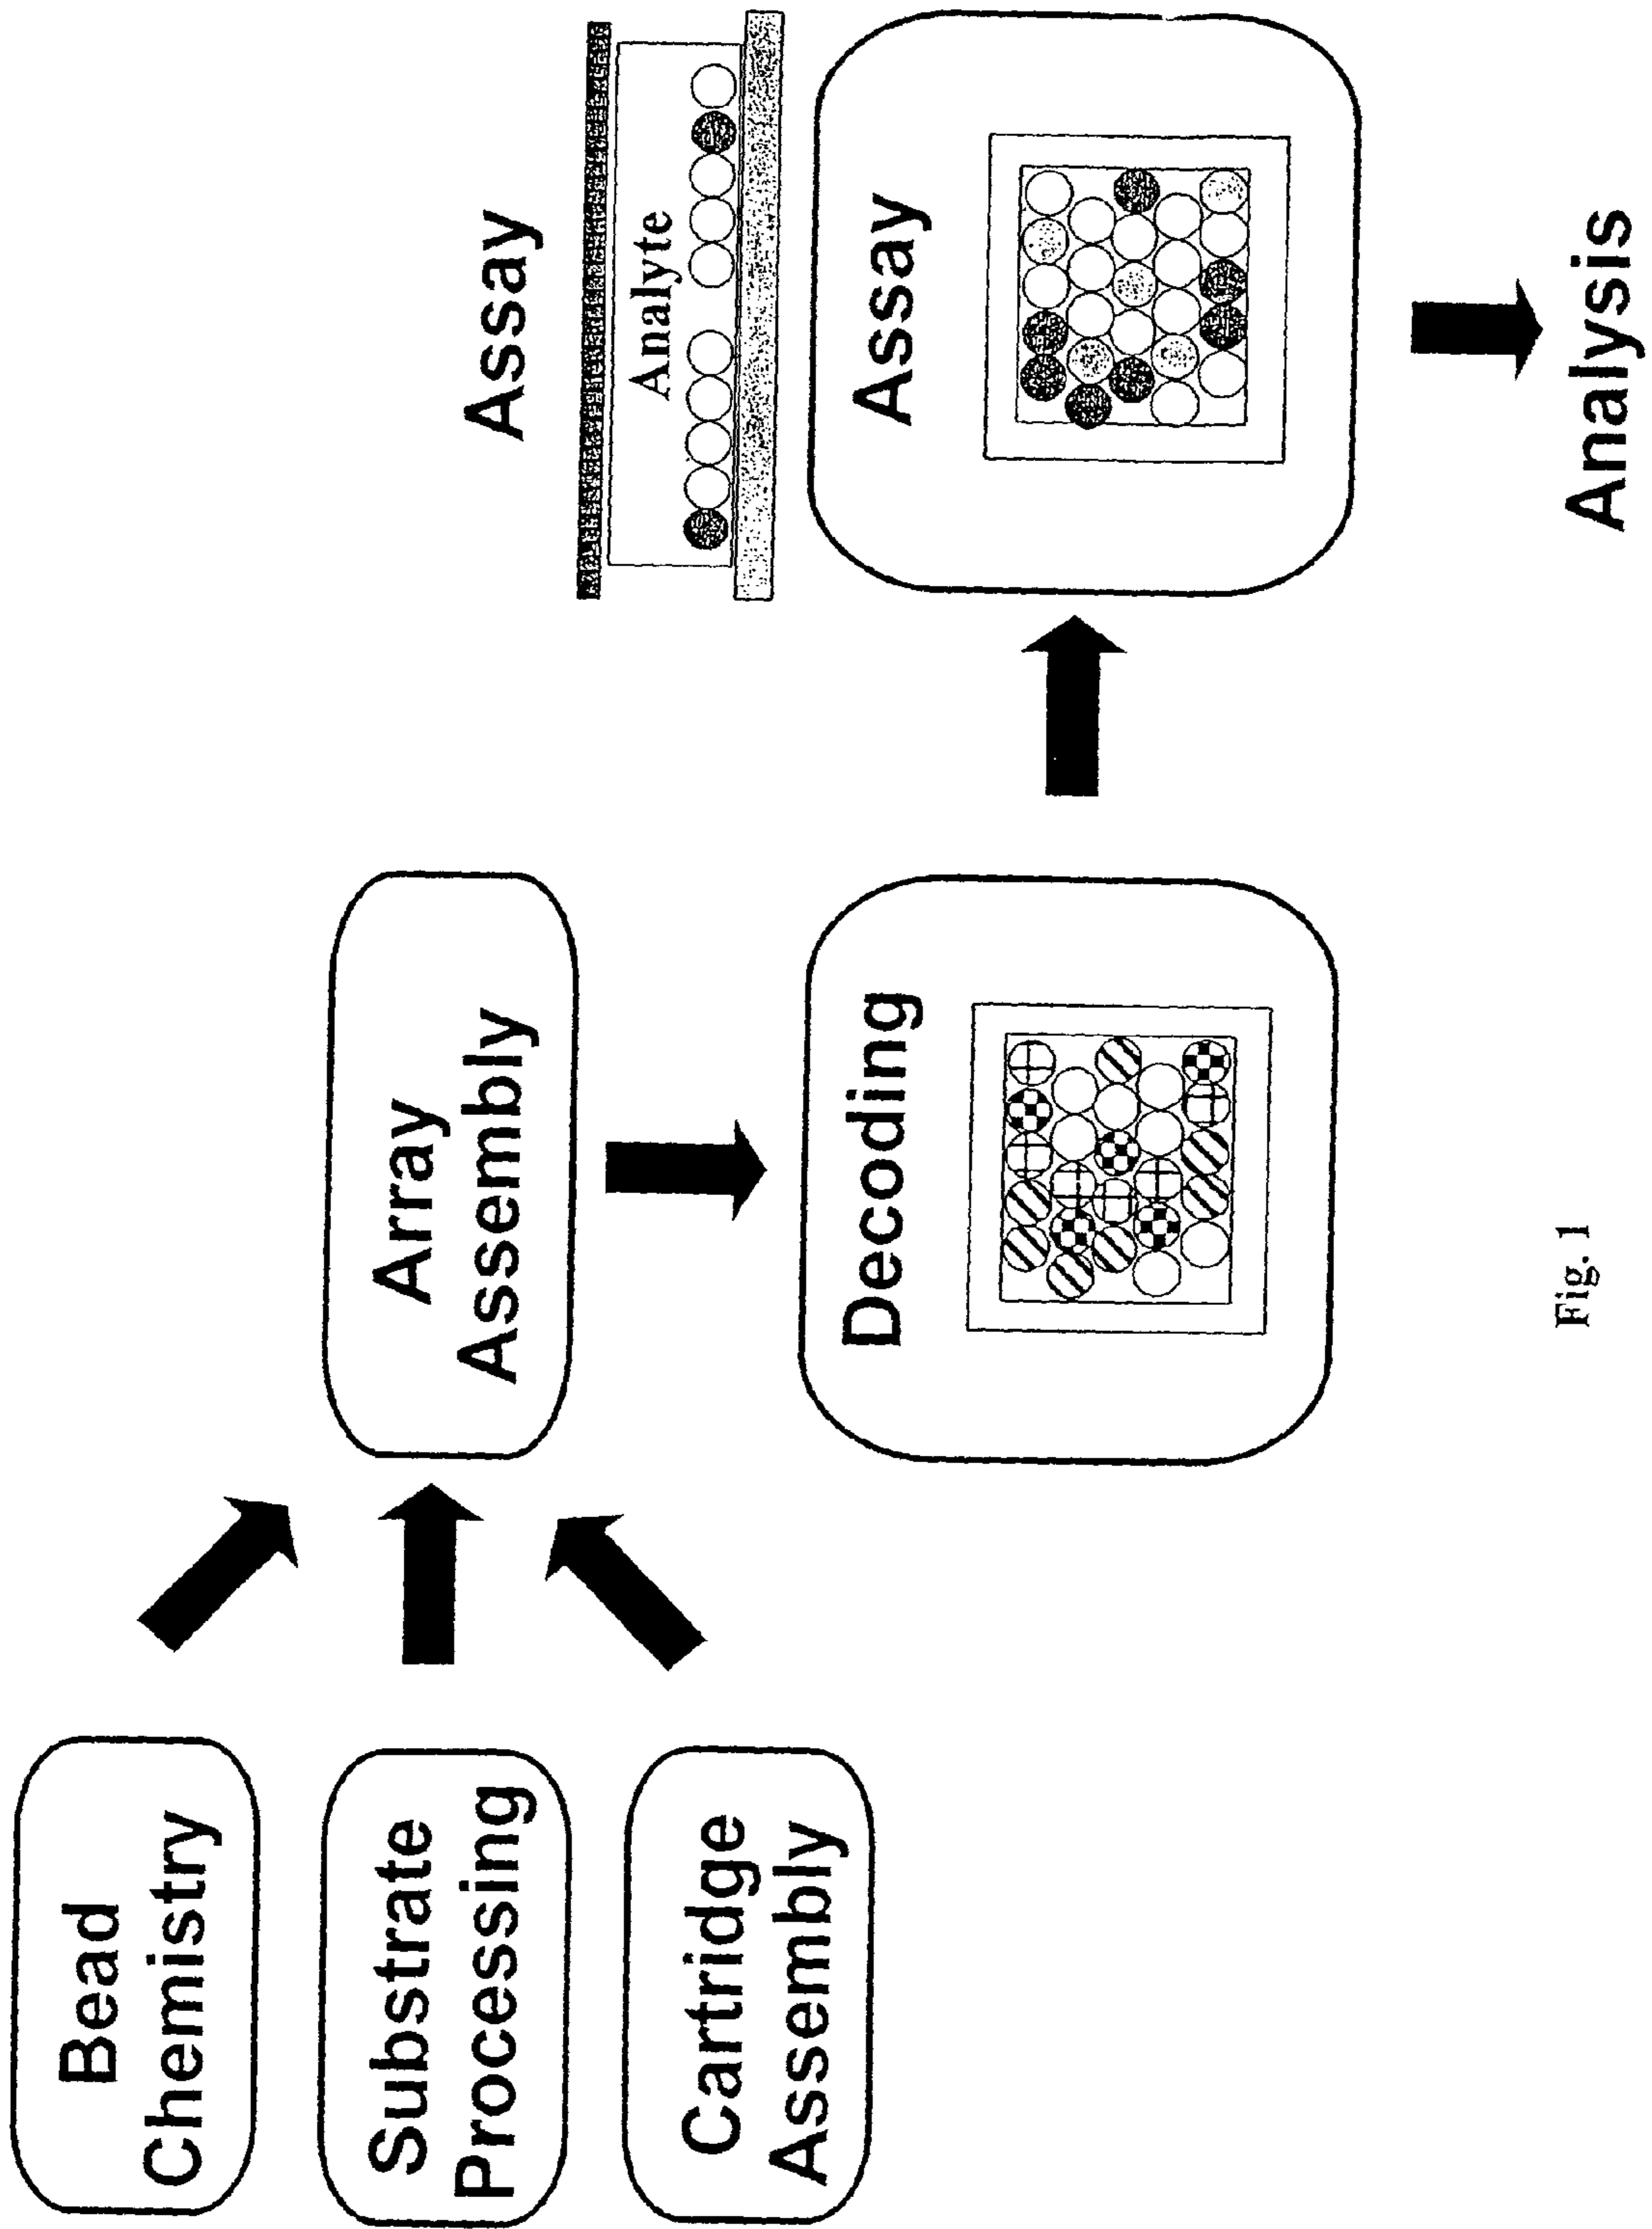 Bead
Chemistry
Substrate
Processing
Cartridge
Assembly
Array
Assembly
Decoding
Assay
Analyte
Assay
Analysis
Fig. 1